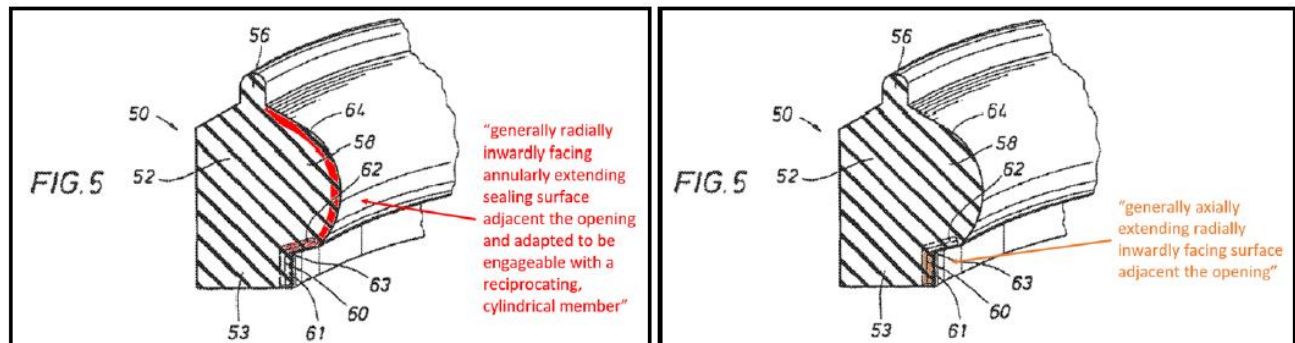 56
50
64
58
FIG. 5
52
62
63
60
53
61
"generally radially
inwardly facing
annularly extending
sealing surface
adjacent the opening
and adapted to be
engageable with a
reciprocating,
cylindrical member"
56
50
64
58
FIG. 5
52
62
63
60
53
61
"generally axially
extending radially
inwardly facing surface
adjacent the opening"